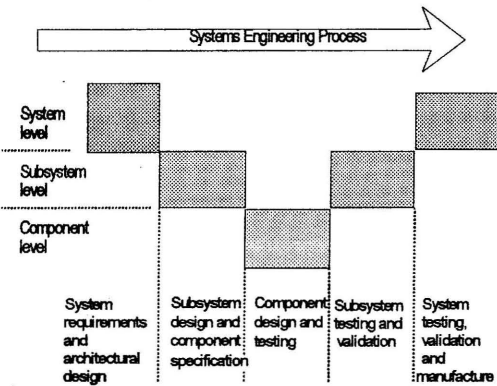 Systems Engineering Process
System
level
Subsystem
level
Component
level
System
requirements
and
architectural
design
Subsystem
design and
component
specification
Component
design and
testing
Subsystem
testing and
validation
System
testing,
validation
and
manufacture